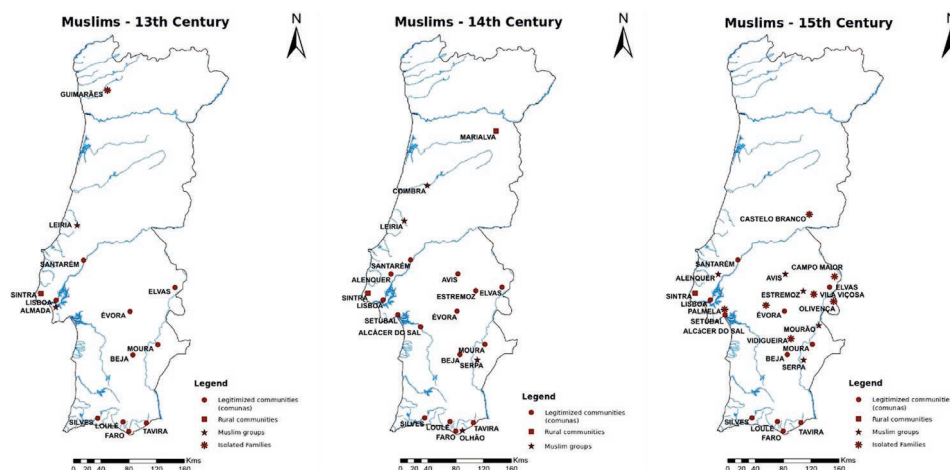 Muslims - 13th Century
N
GUIMARÃES
LEIRIA
SANTARÉM
SINTRA
LISBOA
ALMADA
ELVAS
ÉVORA
MOURA
BEJA
SILVES
LOULÉ
FARO
TAVIRA
Legend
Legitimized communities
(comunas)
Rural communities
Muslim groups
Isolated Families
0 20 40 80 120 160
Kms
Muslims - 14th Century
N
MARIALVA
COIMBRA
LEIRIA
SANTARÉM
ALENQUER
AVIS
SINTRA
LISBOA
ESTREMOZ
ELVAS
SETÚBAL
ÉVORA
ALCÁCER DO SAL
MOURA
BEJA
SERPA
SILVES
LOULÉ
FARO
OLHÃO
TAVIRA
Legend
Legitimized communities
(comunas)
Rural communities
Muslim groups
0 20 40 80 120 160
Kms
Muslims - 15th Century
N
CASTELO BRANCO
SANTARÉM
ALENQUER
AVIS
CAMPO MAIOR
SINTRA
LISBOA
ESTREMOZ
ELVAS
VILA VIÇOSA
PALMELA
SETÚBAL
ÉVORA
OLIVENÇA
ALCÁCER DO SAL
MOURÃO
VIDIGUEIRA
MOURA
BEJA
SERPA
SILVES
LOULÉ
FARO
TAVIRA
Legend
Legitimized communities
(comunas)
Rural communities
Muslim groups
Isolated Families
0 20 40 80 120 160
Kms